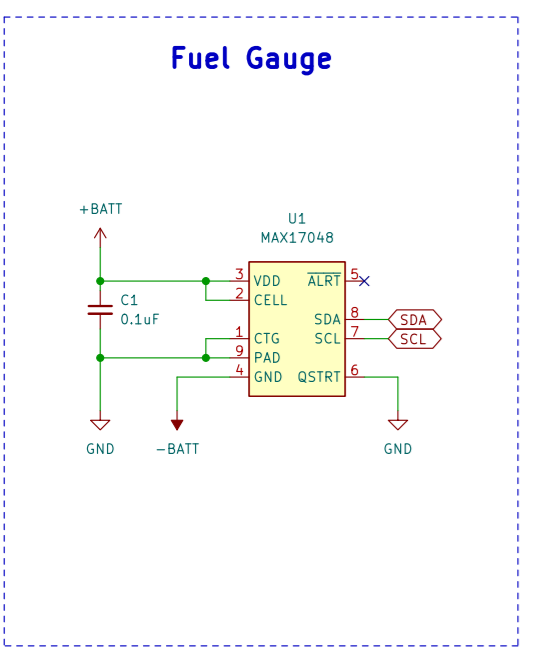 Fuel Gauge
+BATT
U1
MAX17048
3 VDD ALRT 5
2 CELL
C1
0.1uF
SDA 8 SDA
1 CTG SCL 7 SCL
9 PAD
4 GND QSTRT 6
GND -BATT GND